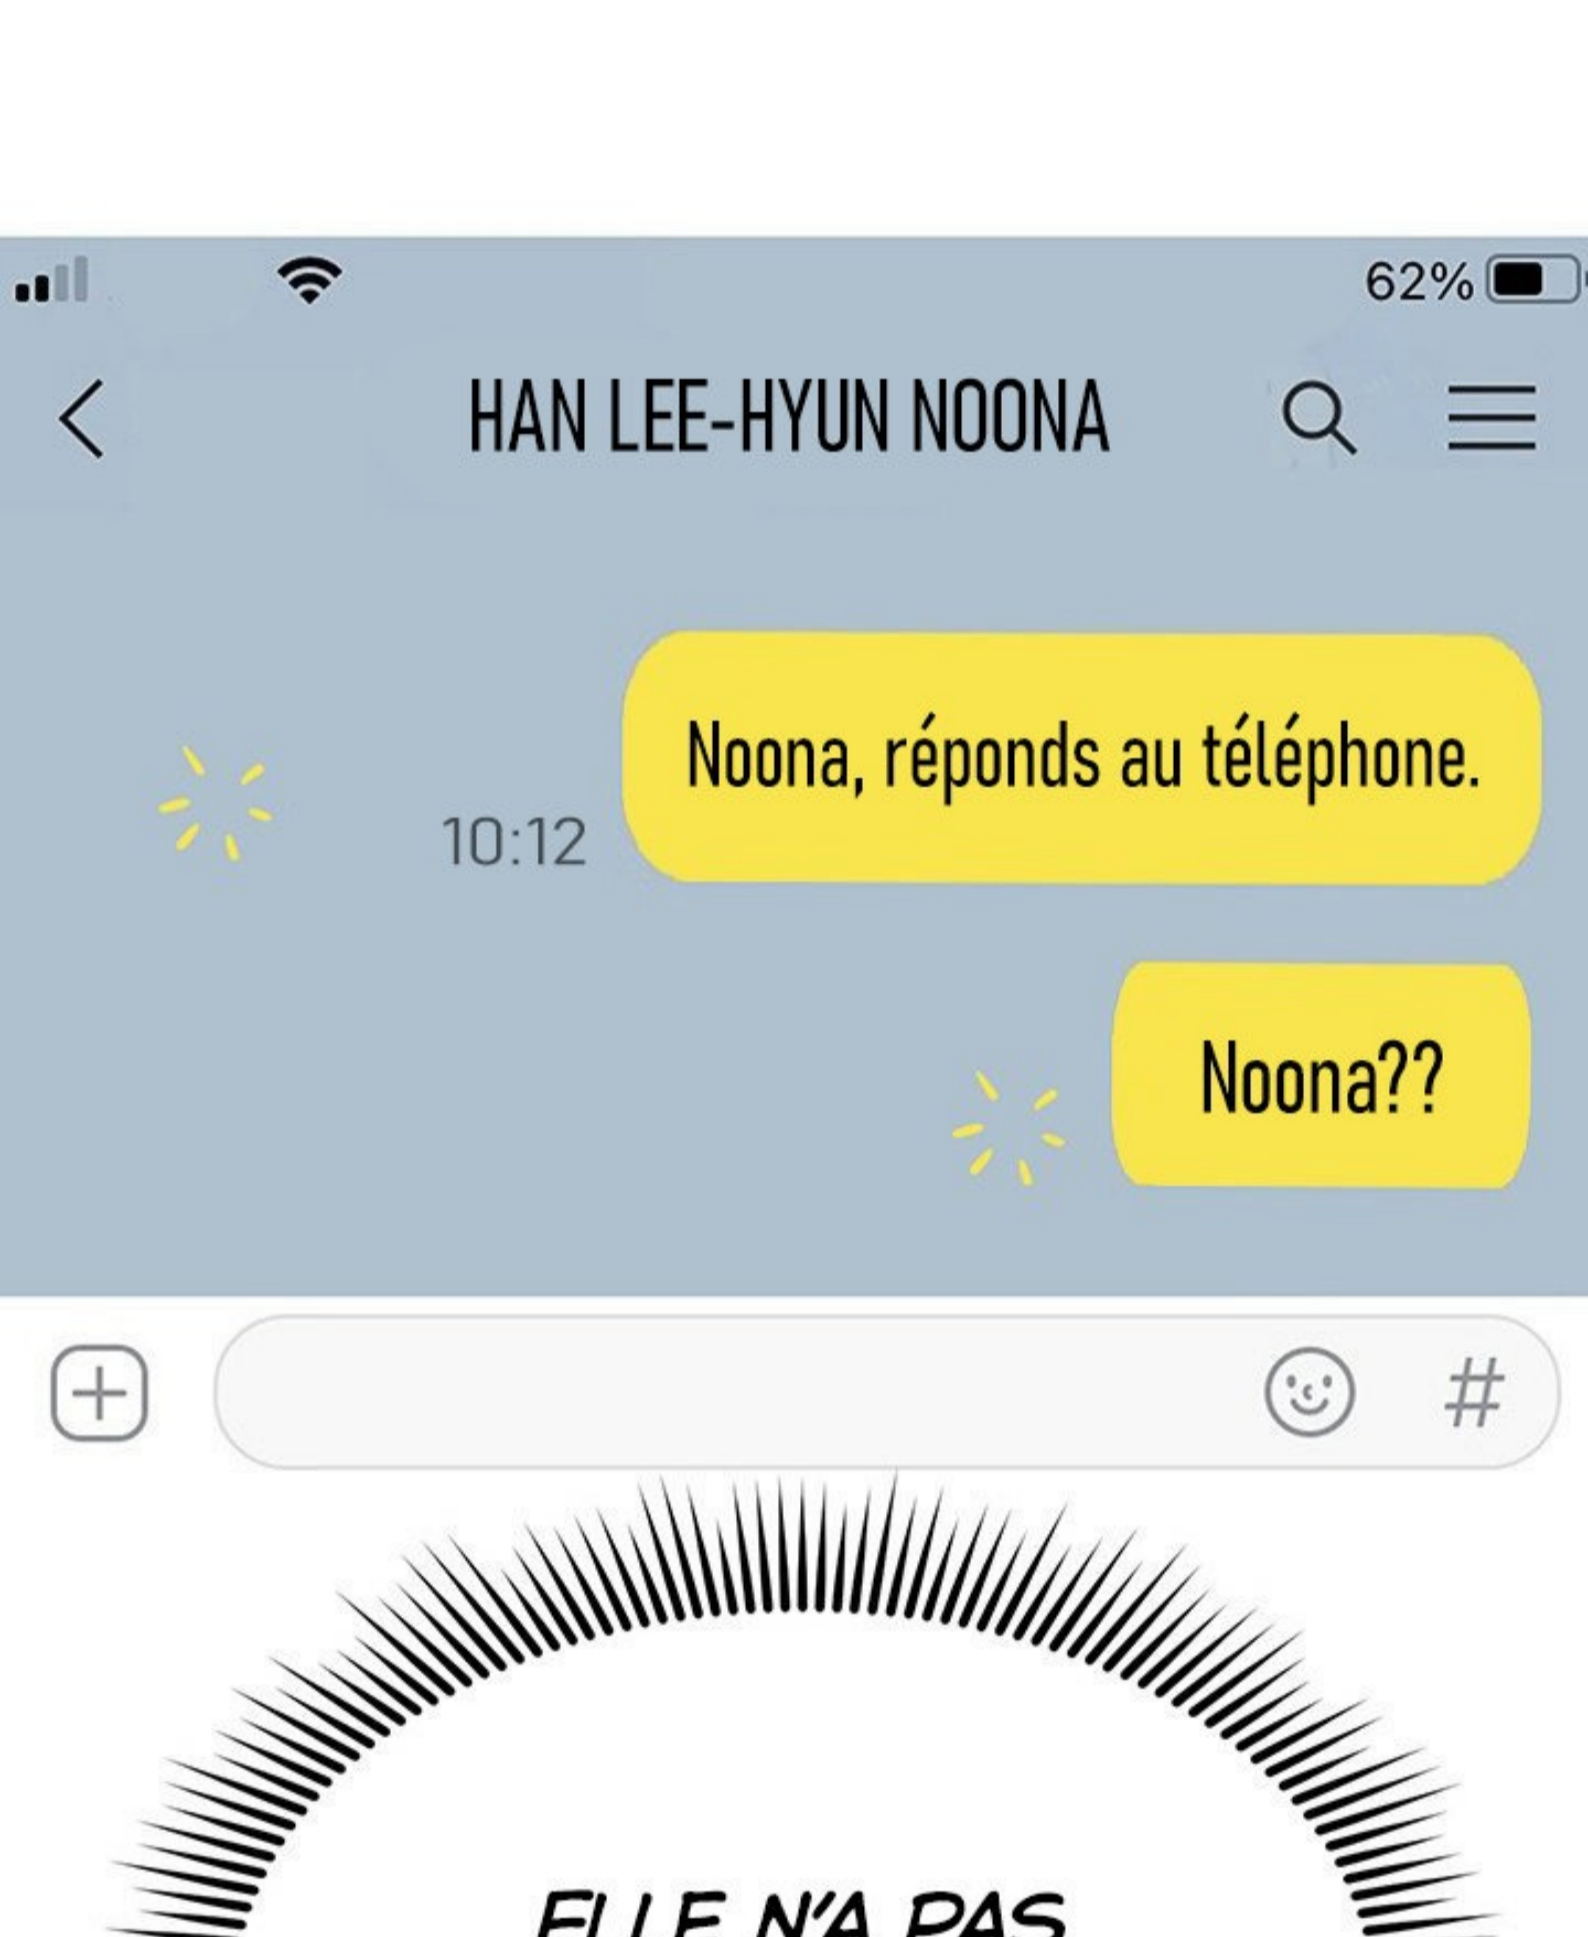 62%
HAN LEE-HYUN NOONA
Noona, réponds au téléphone.
10:12
Noona??
#
ELLE N'A PAS